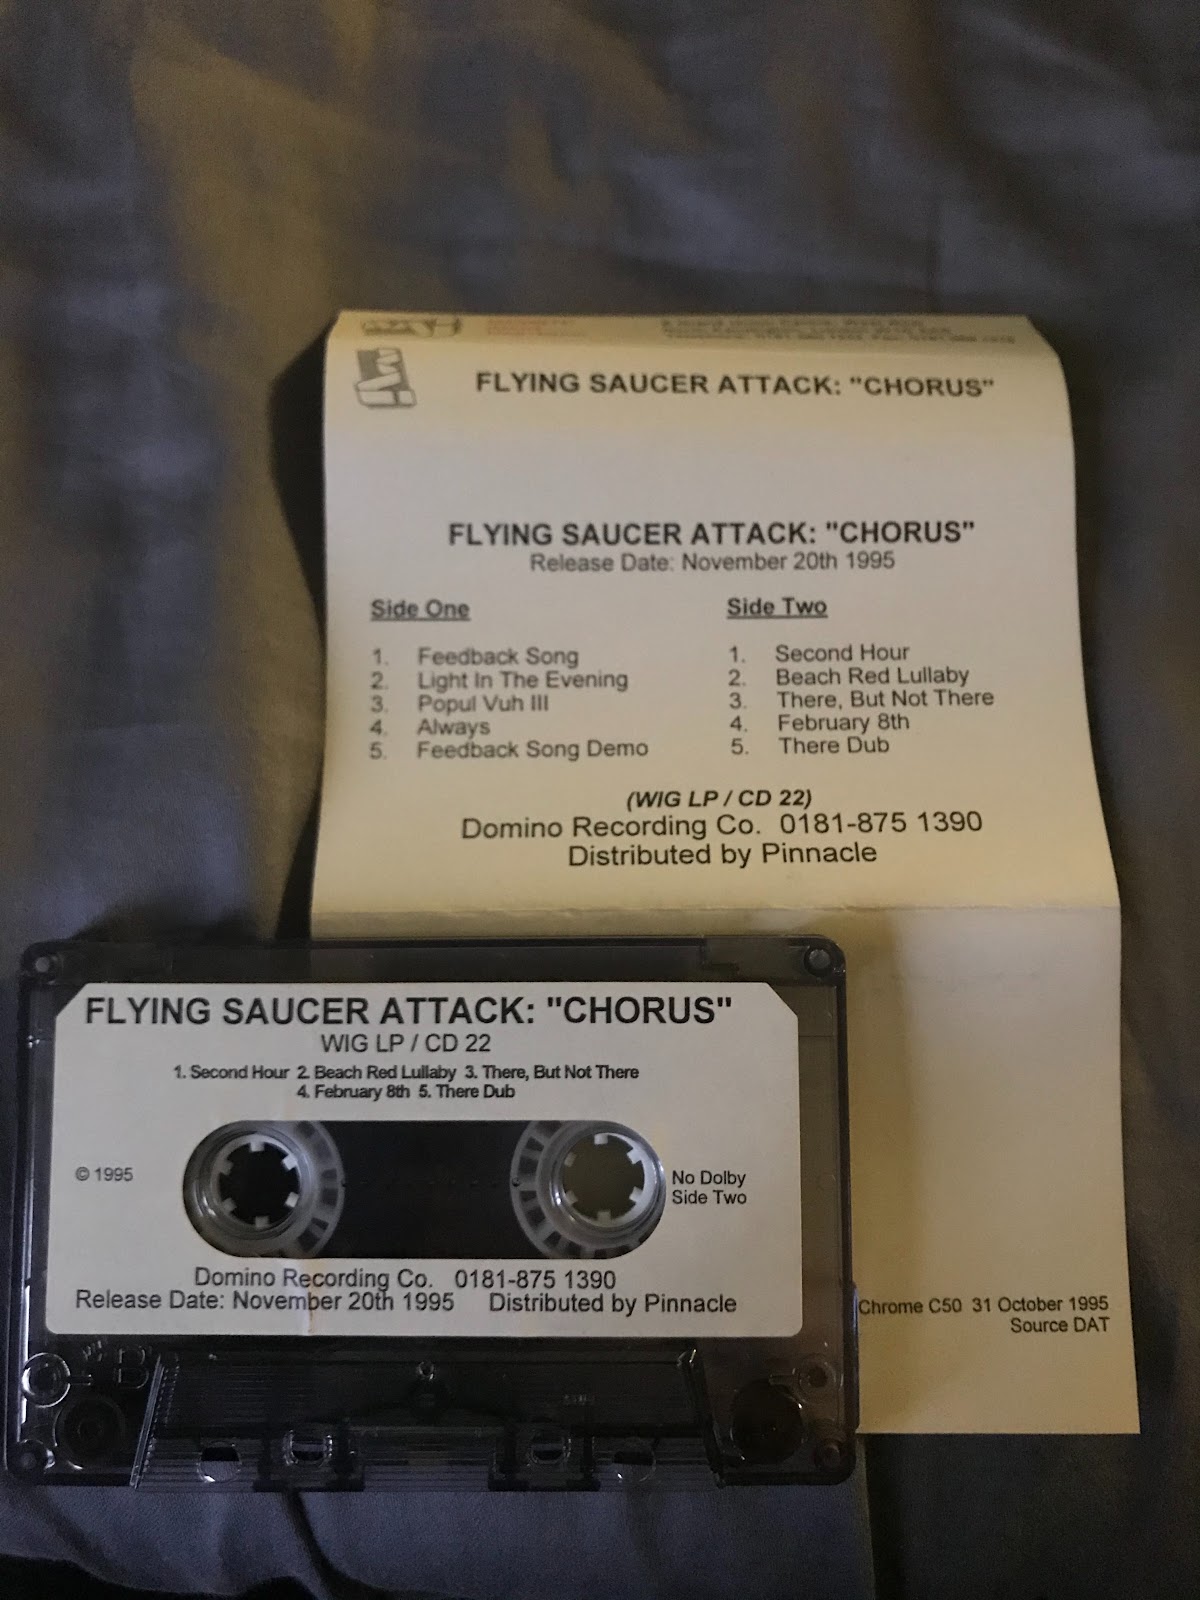 FLYING SAUCER ATTACK: "CHORUS"
FLYING SAUCER ATTACK: "CHORUS"
Release Date: November 20th 1995
Side One
1. Feedback Song
2. Light In The Evening
3. Popul Vuh III
4. Always
5. Feedback Song Demo
Side Two
1. Second Hour
2. Beach Red Lullaby
3. There, But Not There
4. February 8th
5. There Dub
(WIG LP / CD 22)
Domino Recording Co. 0181-875 1390
Distributed by Pinnacle
Chrome C50 31 October 1995
Source DAT
FLYING SAUCER ATTACK: "CHORUS"
WIG LP / CD 22
1. Second Hour 2. Beach Red Lullaby 3. There, But Not There
4. February 8th 5. There Dub
© 1995
No Dolby
Side Two
Domino Recording Co. 0181-875 1390
Release Date: November 20th 1995 Distributed by Pinnacle